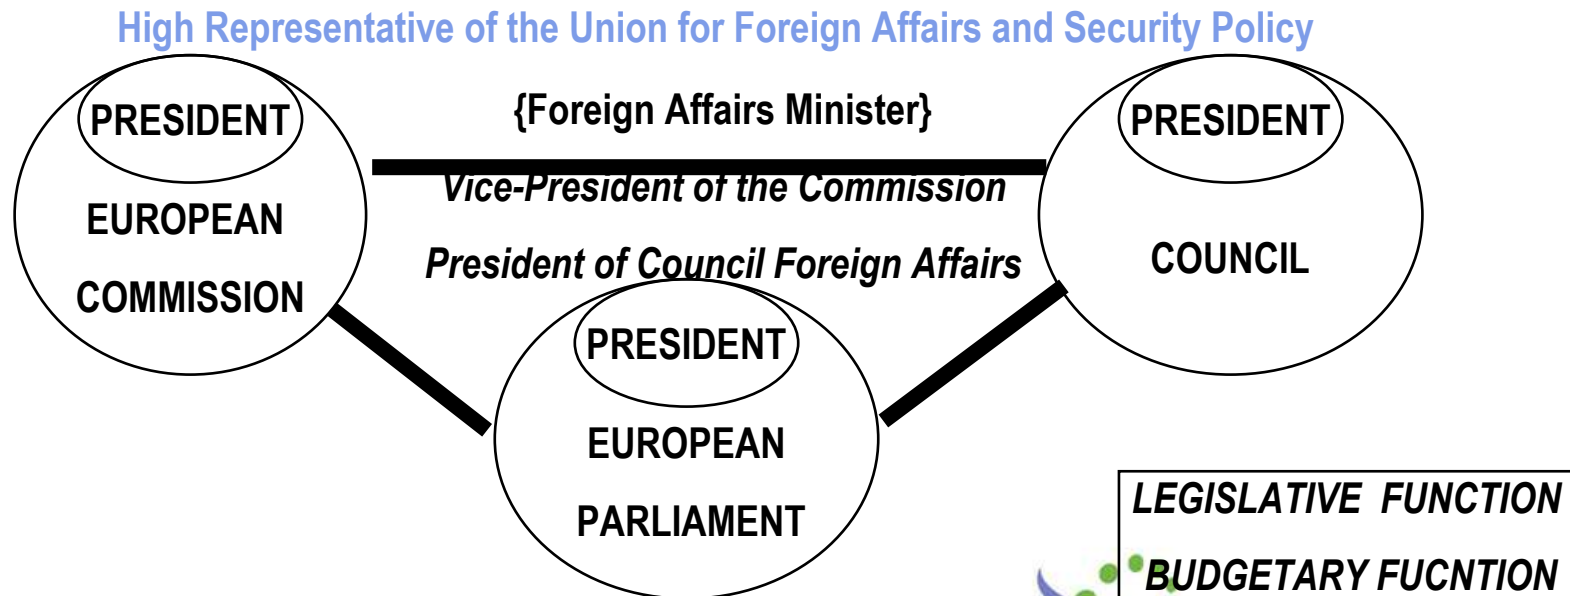 High Representative of the Union for Foreign Affairs and Security Policy
{Foreign Affairs Minister}
Vice-President of the Commission
President of Council Foreign Affairs
PRESIDENT
EUROPEAN
COMMISSION
PRESIDENT
COUNCIL
PRESIDENT
EUROPEAN
PARLIAMENT
LEGISLATIVE FUNCTION
BUDGETARY FUCNTION